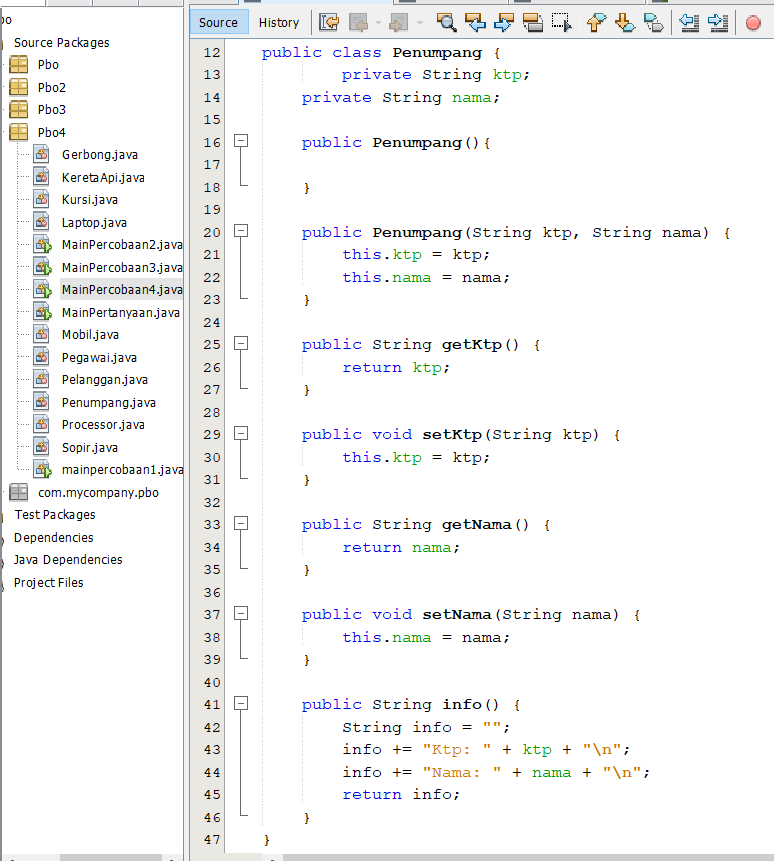 Source History
Source Packages
Pbo
Pbo2
Pbo3
Pbo4
Gerbong.java
KeretaApi.java
Kursi.java
Laptop.java
MainPercobaan2.java
MainPercobaan3.java
MainPercobaan4.java
MainPertanyaan.java
Mobil.java
Pegawai.java
Pelanggan.java
Penumpang.java
Processor.java
Sopir.java
mainpercobaan1.java
com.mycompany.pbo
Test Packages
Dependencies
Java Dependencies
Project Files
12 public class Penumpang {
13 private String ktp;
14 private String nama;
15
16 public Penumpang(){
17
18 }
19
20 public Penumpang(String ktp, String nama) {
21 this.ktp = ktp;
22 this.nama = nama;
23 }
24
25 public String getKtp() {
26 return ktp;
27 }
28
29 public void setKtp(String ktp) {
30 this.ktp = ktp;
31 }
32
33 public String getNama() {
34 return nama;
35 }
36
37 public void setNama(String nama) {
38 this.nama = nama;
39 }
40
41 public String info() {
42 String info = "";
43 info += "Ktp: " + ktp + "\n";
44 info += "Nama: " + nama + "\n";
45 return info;
46 }
47 }